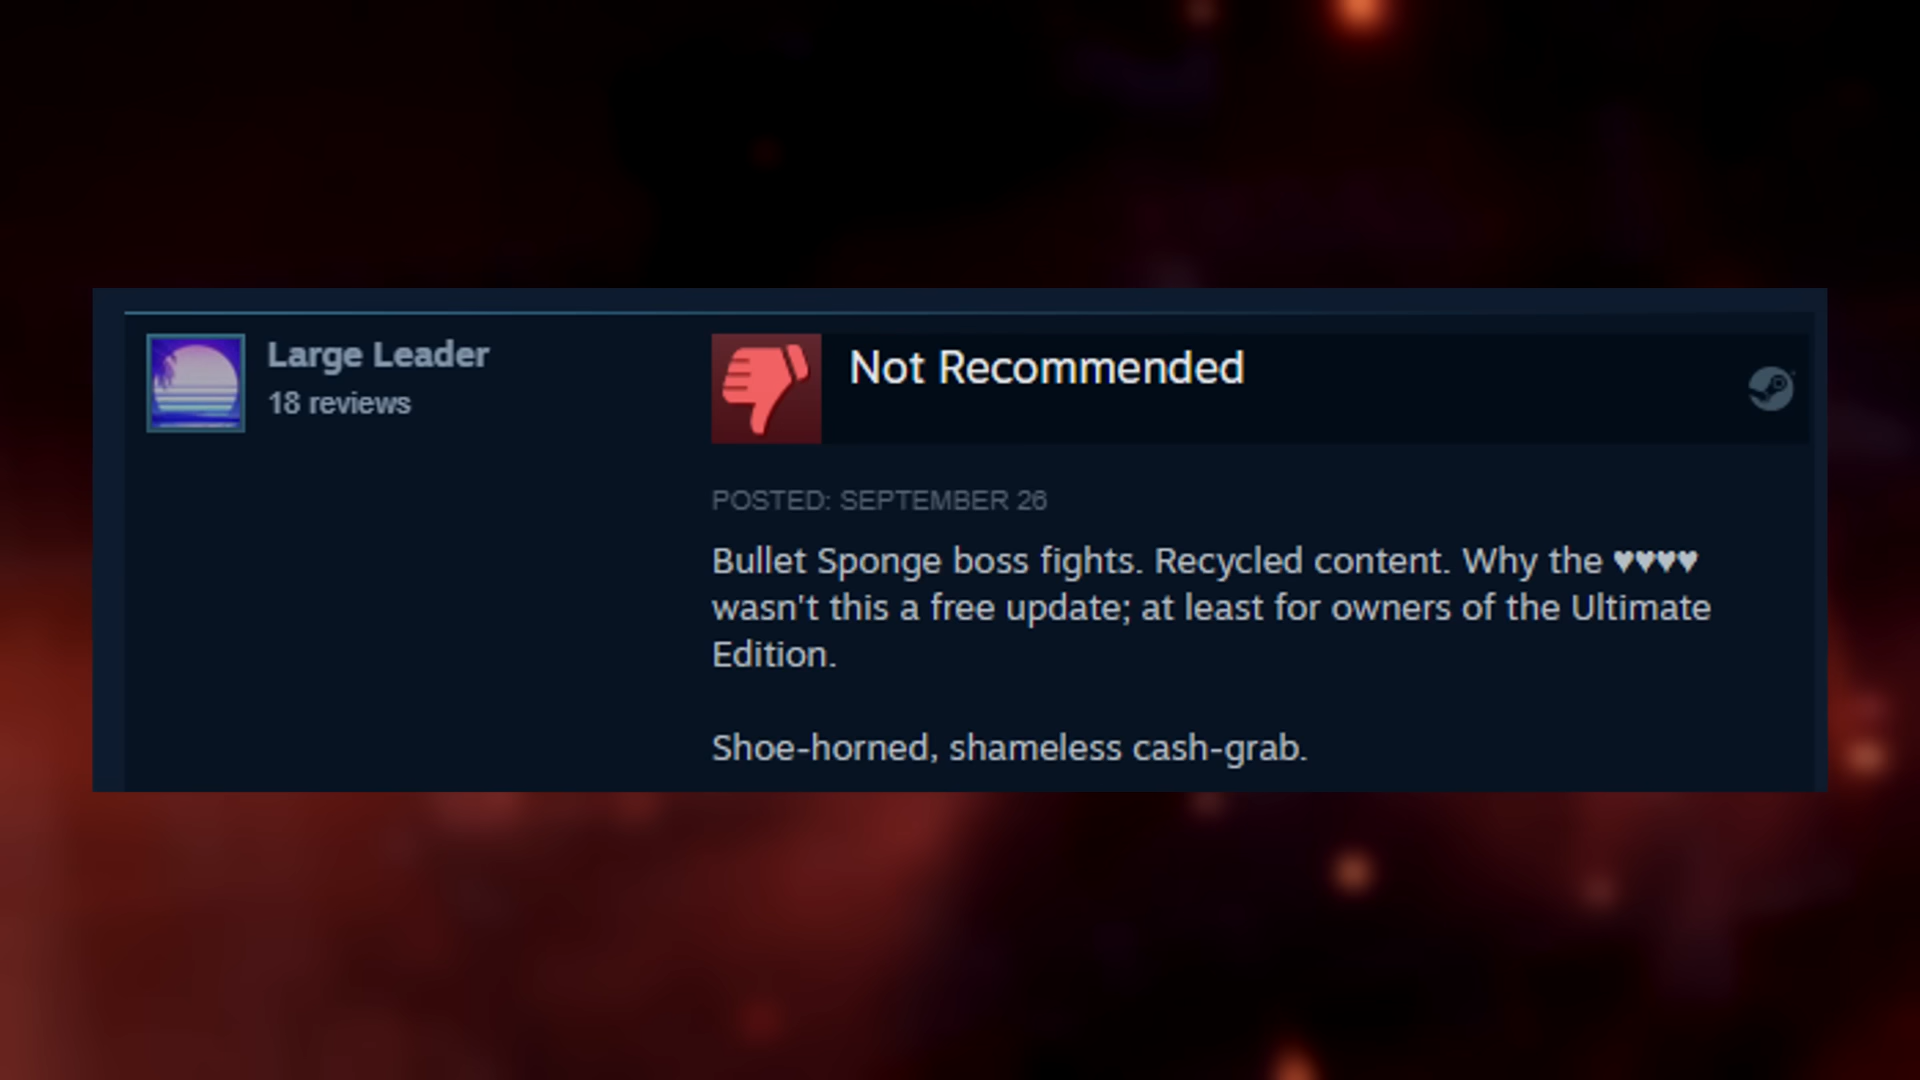 Large Leader
18 reviews
Not Recommended
POSTED: SEPTEMBER 26
Bullet Sponge boss fights. Recycled content. Why the ♥♥♥♥
wasn't this a free update; at least for owners of the Ultimate
Edition.
Shoe-horned, shameless cash-grab.